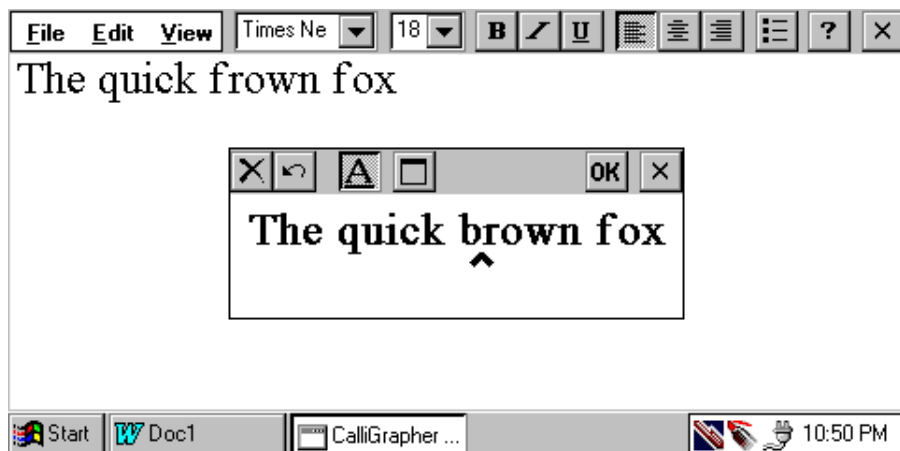 File Edit View Times Ne 18 B I U ? ×
The quick frown fox
A OK ×
The quick brown fox
^
Start W Doc1 CalliGrapher ... 10:50 PM